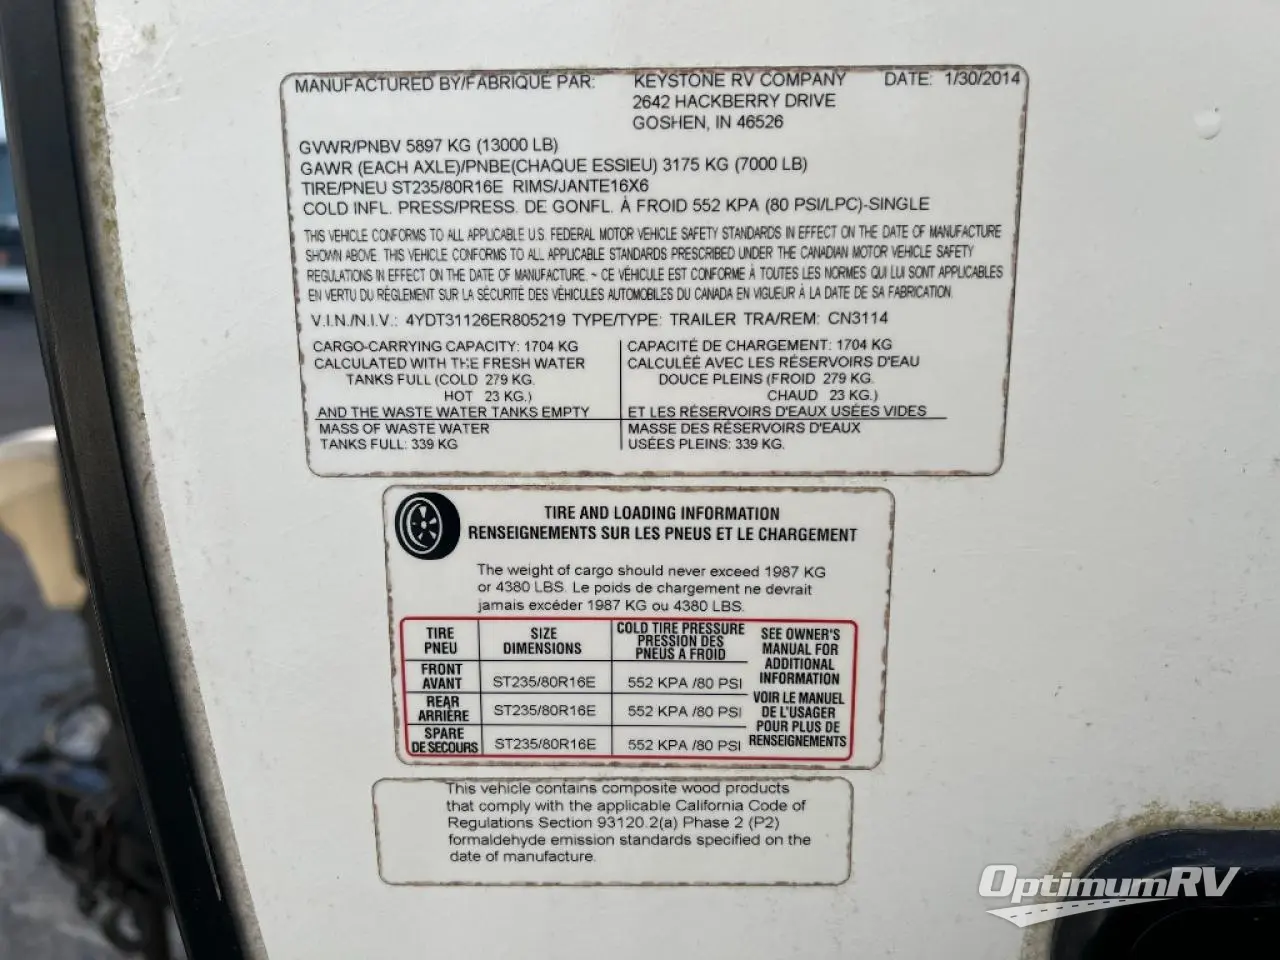 MANUFACTURED BY/FABRIQUE PAR: KEYSTONE RV COMPANY DATE: 1/30/2014
2642 HACKBERRY DRIVE
GOSHEN, IN 46526
GVWR/PNBV 5897 KG (13000 LB)
GAWR (EACH AXLE)/PNBE(CHAQUE ESSIEU) 3175 KG (7000 LB)
TIRE/PNEU ST235/80R16E RIMS/JANTE16X6
COLD INFL. PRESS/PRESS. DE GONFL. À FROID 552 KPA (80 PSI/LPC)-SINGLE
THIS VEHICLE CONFORMS TO ALL APPLICABLE U.S. FEDERAL MOTOR VEHICLE SAFETY STANDARDS IN EFFECT ON THE DATE OF MANUFACTURE
SHOWN ABOVE. THIS VEHICLE CONFORMS TO ALL APPLICABLE STANDARDS PRESCRIBED UNDER THE CANADIAN MOTOR VEHICLE SAFETY
REGULATIONS IN EFFECT ON THE DATE OF MANUFACTURE. ~ CE VÉHICULE EST CONFORME À TOUTES LES NORMES QUI LUI SONT APPLICABLES
EN VERTU DU RÈGLEMENT SUR LA SÉCURITÉ DES VÉHICULES AUTOMOBILES DU CANADA EN VIGUEUR À LA DATE DE SA FABRICATION.
V.I.N./N.I.V.: 4YDT31126ER805219 TYPE/TYPE: TRAILER TRA/REM: CN3114
CARGO-CARRYING CAPACITY: 1704 KG
CALCULATED WITH THE FRESH WATER
TANKS FULL (COLD 279 KG.
HOT 23 KG.)
AND THE WASTE WATER TANKS EMPTY
MASS OF WASTE WATER
TANKS FULL: 339 KG
CAPACITÉ DE CHARGEMENT: 1704 KG
CALCULÉE AVEC LES RÉSERVOIRS D'EAU
DOUCE PLEINS (FROID 279 KG.
CHAUD 23 KG.)
ET LES RÉSERVOIRS D'EAUX USÉES VIDES
MASSE DES RÉSERVOIRS D'EAUX
USÉES PLEINS: 339 KG.
TIRE AND LOADING INFORMATION
RENSEIGNEMENTS SUR LES PNEUS ET LE CHARGEMENT
The weight of cargo should never exceed 1987 KG
or 4380 LBS. Le poids de chargement ne devrait
jamais excéder 1987 KG ou 4380 LBS.
TIRE
PNEU
SIZE
DIMENSIONS
COLD TIRE PRESSURE
PRESSION DES
PNEUS A FROID
FRONT
AVANT
ST235/80R16E
552 KPA /80 PSI
REAR
ARRIÈRE
ST235/80R16E
552 KPA /80 PSI
SPARE
DE SECOURS
ST235/80R16E
552 KPA /80 PSI
SEE OWNER'S
MANUAL FOR
ADDITIONAL
INFORMATION
VOIR LE MANUEL
DE L'USAGER
POUR PLUS DE
RENSEIGNEMENTS
This vehicle contains composite wood products
that comply with the applicable California Code of
Regulations Section 93120.2(a) Phase 2 (P2)
formaldehyde emission standards specified on the
date of manufacture.
OptimumRV